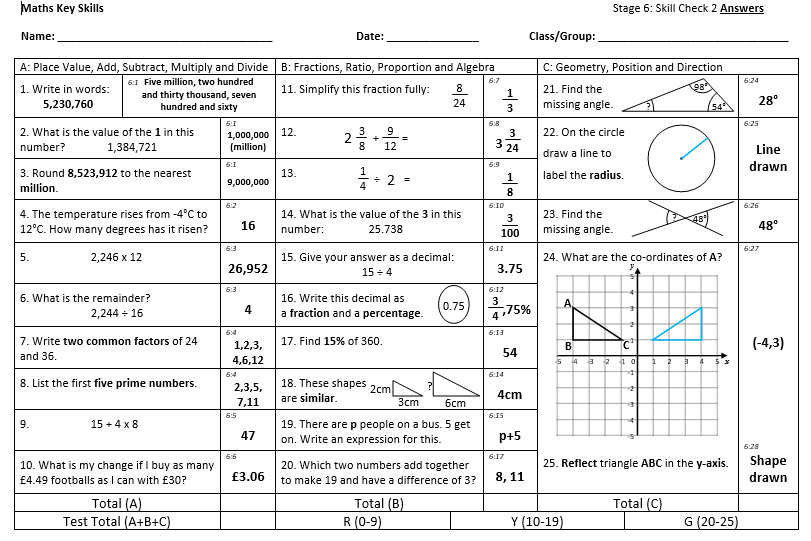 Maths Key Skills
Stage 6: Skill Check 2 Answers
Name: ___________________________________ Date: _______________ Class/Group: _______________________________
A: Place Value, Add, Subtract, Multiply and Divide
1. Write in words:
5,230,760
6:1 Five million, two hundred
and thirty thousand, seven
hundred and sixty
2. What is the value of the 1 in this
number? 1,384,721
6:1
1,000,000
(million)
3. Round 8,523,912 to the nearest
million.
6:1
9,000,000
4. The temperature rises from -4°C to
12°C. How many degrees has it risen?
6:2
16
5. 2,246 x 12
6:3
26,952
6. What is the remainder?
2,244 ÷ 16
6:3
4
7. Write two common factors of 24
and 36.
6:4
1,2,3,
4,6,12
8. List the first five prime numbers.
6:4
2,3,5,
7,11
9. 15 + 4 x 8
6:5
47
10. What is my change if I buy as many
£4.49 footballs as I can with £30?
6:6
£3.06
Total (A)
B: Fractions, Ratio, Proportion and Algebra
11. Simplify this fraction fully: 8/24
6:7
1/3
12. 2 3/8 + 9/12 =
6:8
3 3/24
13. 1/4 ÷ 2 =
6:9
1/8
14. What is the value of the 3 in this
number: 25.738
6:10
3/100
15. Give your answer as a decimal:
15 ÷ 4
6:11
3.75
16. Write this decimal as
a fraction and a percentage.
0.75
6:12
3/4,75%
17. Find 15% of 360.
6:13
54
18. These shapes
are similar.
2cm
3cm
?
6cm
6:14
4cm
19. There are p people on a bus. 5 get
on. Write an expression for this.
6:15
p+5
20. Which two numbers add together
to make 19 and have a difference of 3?
6:17
8, 11
Total (B)
C: Geometry, Position and Direction
21. Find the
missing angle.
98°
?
54°
6:24
28°
22. On the circle
draw a line to
label the radius.
6:25
Line
drawn
23. Find the
missing angle.
?
48°
6:26
48°
24. What are the co-ordinates of A?
y
5
4
3
2
1
-5 -4 -3 -2 -1 0 1 2 3 4 5 x
-1
-2
-3
-4
-5
A
B
C
6:27
(-4,3)
25. Reflect triangle ABC in the y-axis.
6:28
Shape
drawn
Total (C)
Test Total (A+B+C)
R (0-9)
Y (10-19)
G (20-25)